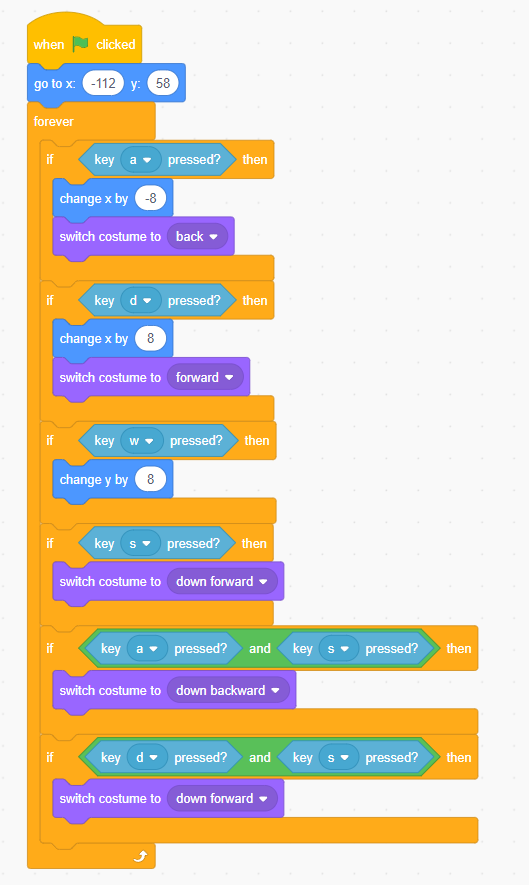 when clicked
go to x: -112 y: 58
forever
if key a pressed? then
change x by -8
switch costume to back
if key d pressed? then
change x by 8
switch costume to forward
if key w pressed? then
change y by 8
if key s pressed? then
switch costume to down forward
if key a pressed? and key s pressed? then
switch costume to down backward
if key d pressed? and key s pressed? then
switch costume to down forward